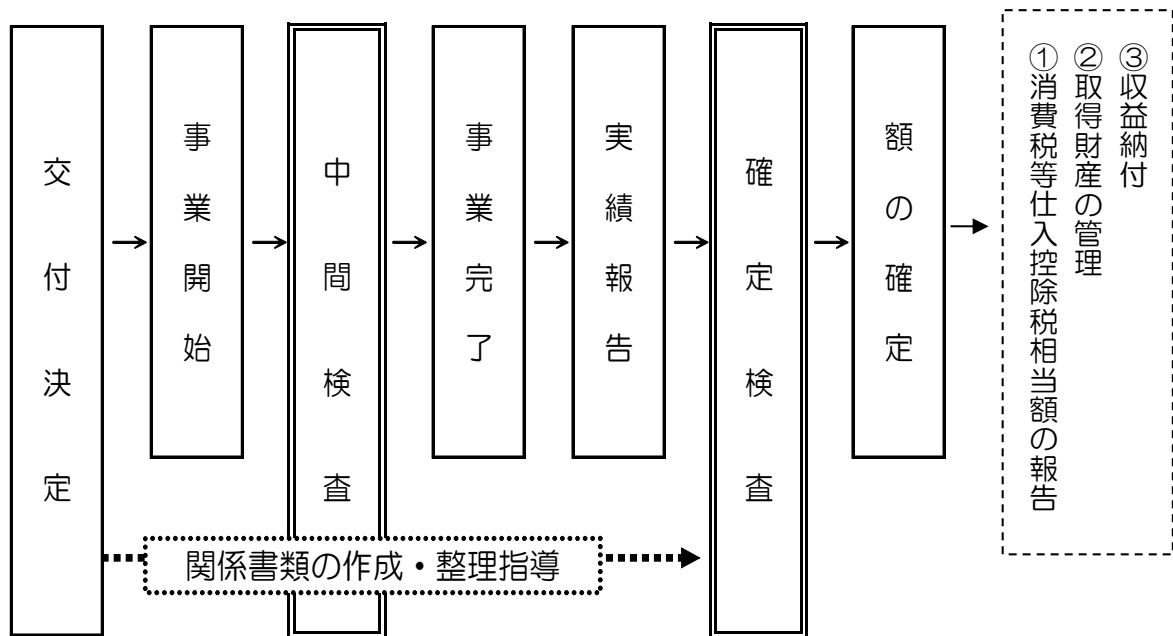 交付決定
事業開始
中間検査
事業完了
実績報告
確定検査
額の確定
③収益納付
②取得財産の管理
①消費税等仕入控除税相当額の報告
関係書類の作成・整理指導